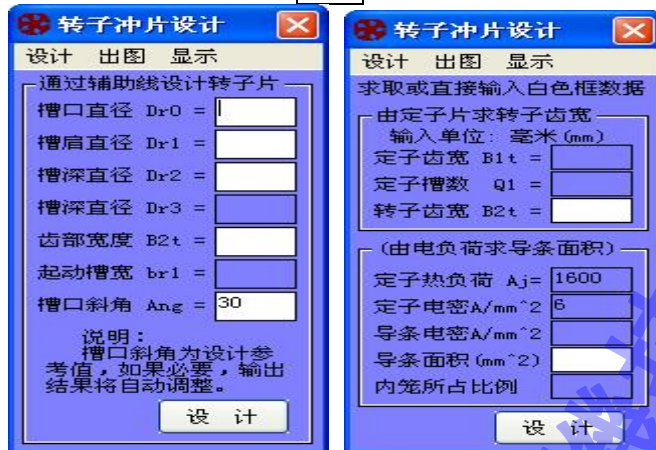 转子冲片设计
设计 出图 显示
通过辅助线设计转子片
槽口直径 Dr0 =
槽肩直径 Dr1 =
槽深直径 Dr2 =
槽深直径 Dr3 =
齿部宽度 B2t =
起动槽宽 br1 =
槽口斜角 Ang = 30
说明：
槽口斜角为设计参
考值，如果必要，输出
结果将自动调整。
设 计
转子冲片设计
设计 出图 显示
求取或直接输入白色框数据
由定子片求转子齿宽
输入单位: 毫米(mm)
定子齿宽 B1t =
定子槽数 Q1 =
转子齿宽 B2t =
(由电负荷求导条面积)
定子热负荷 Aj= 1600
定子电密A/mm^2 6
导条电密A/mm^2
导条面积(mm^2)
内笼所占比例
设 计